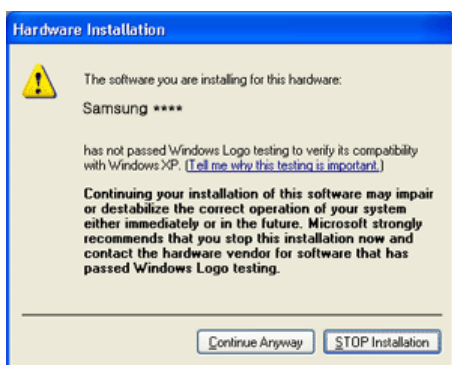 Hardware Installation
The software you are installing for this hardware:
Samsung ****
has not passed Windows Logo testing to verify its compatibility
with Windows XP. (Tell me why this testing is important.)
Continuing your installation of this software may impair
or destabilize the correct operation of your system
either immediately or in the future. Microsoft strongly
recommends that you stop this installation now and
contact the hardware vendor for software that has
passed Windows Logo testing.
Continue Anyway
STOP Installation